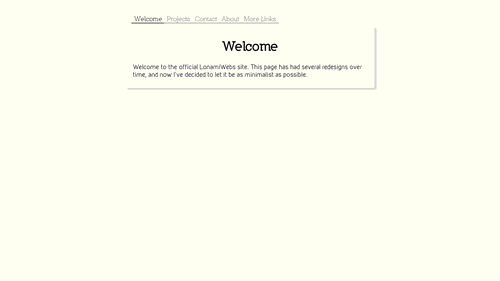 Welcome Projects Contact About More Links
Welcome
Welcome to the official LonamiWebs site. This page has had several redesigns over
time, and now I've decided to let it be as minimalist as possible.